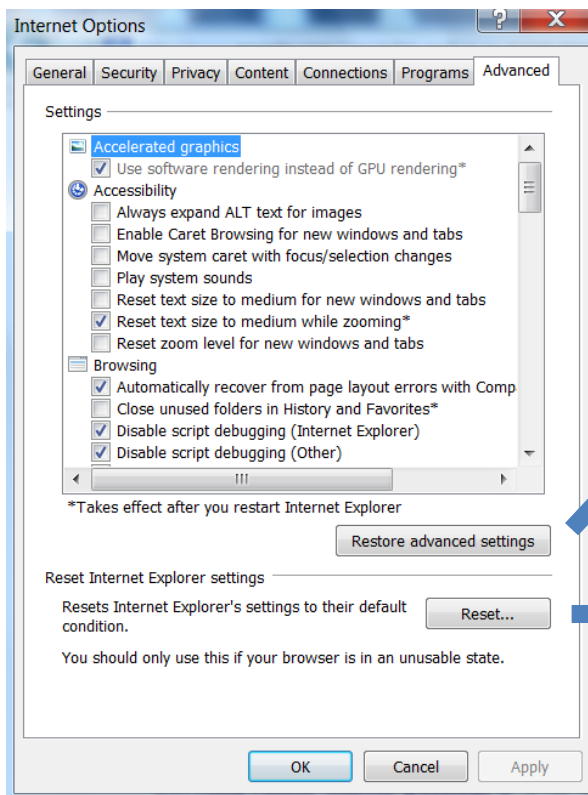 Internet Options
?
X
General Security Privacy Content Connections Programs Advanced
Settings
Accelerated graphics
Use software rendering instead of GPU rendering*
Accessibility
Always expand ALT text for images
Enable Caret Browsing for new windows and tabs
Move system caret with focus/selection changes
Play system sounds
Reset text size to medium for new windows and tabs
Reset text size to medium while zooming*
Reset zoom level for new windows and tabs
Browsing
Automatically recover from page layout errors with Comp
Close unused folders in History and Favorites*
Disable script debugging (Internet Explorer)
Disable script debugging (Other)
*Takes effect after you restart Internet Explorer
Restore advanced settings
Reset Internet Explorer settings
Resets Internet Explorer's settings to their default
condition.
Reset...
You should only use this if your browser is in an unusable state.
OK Cancel Apply